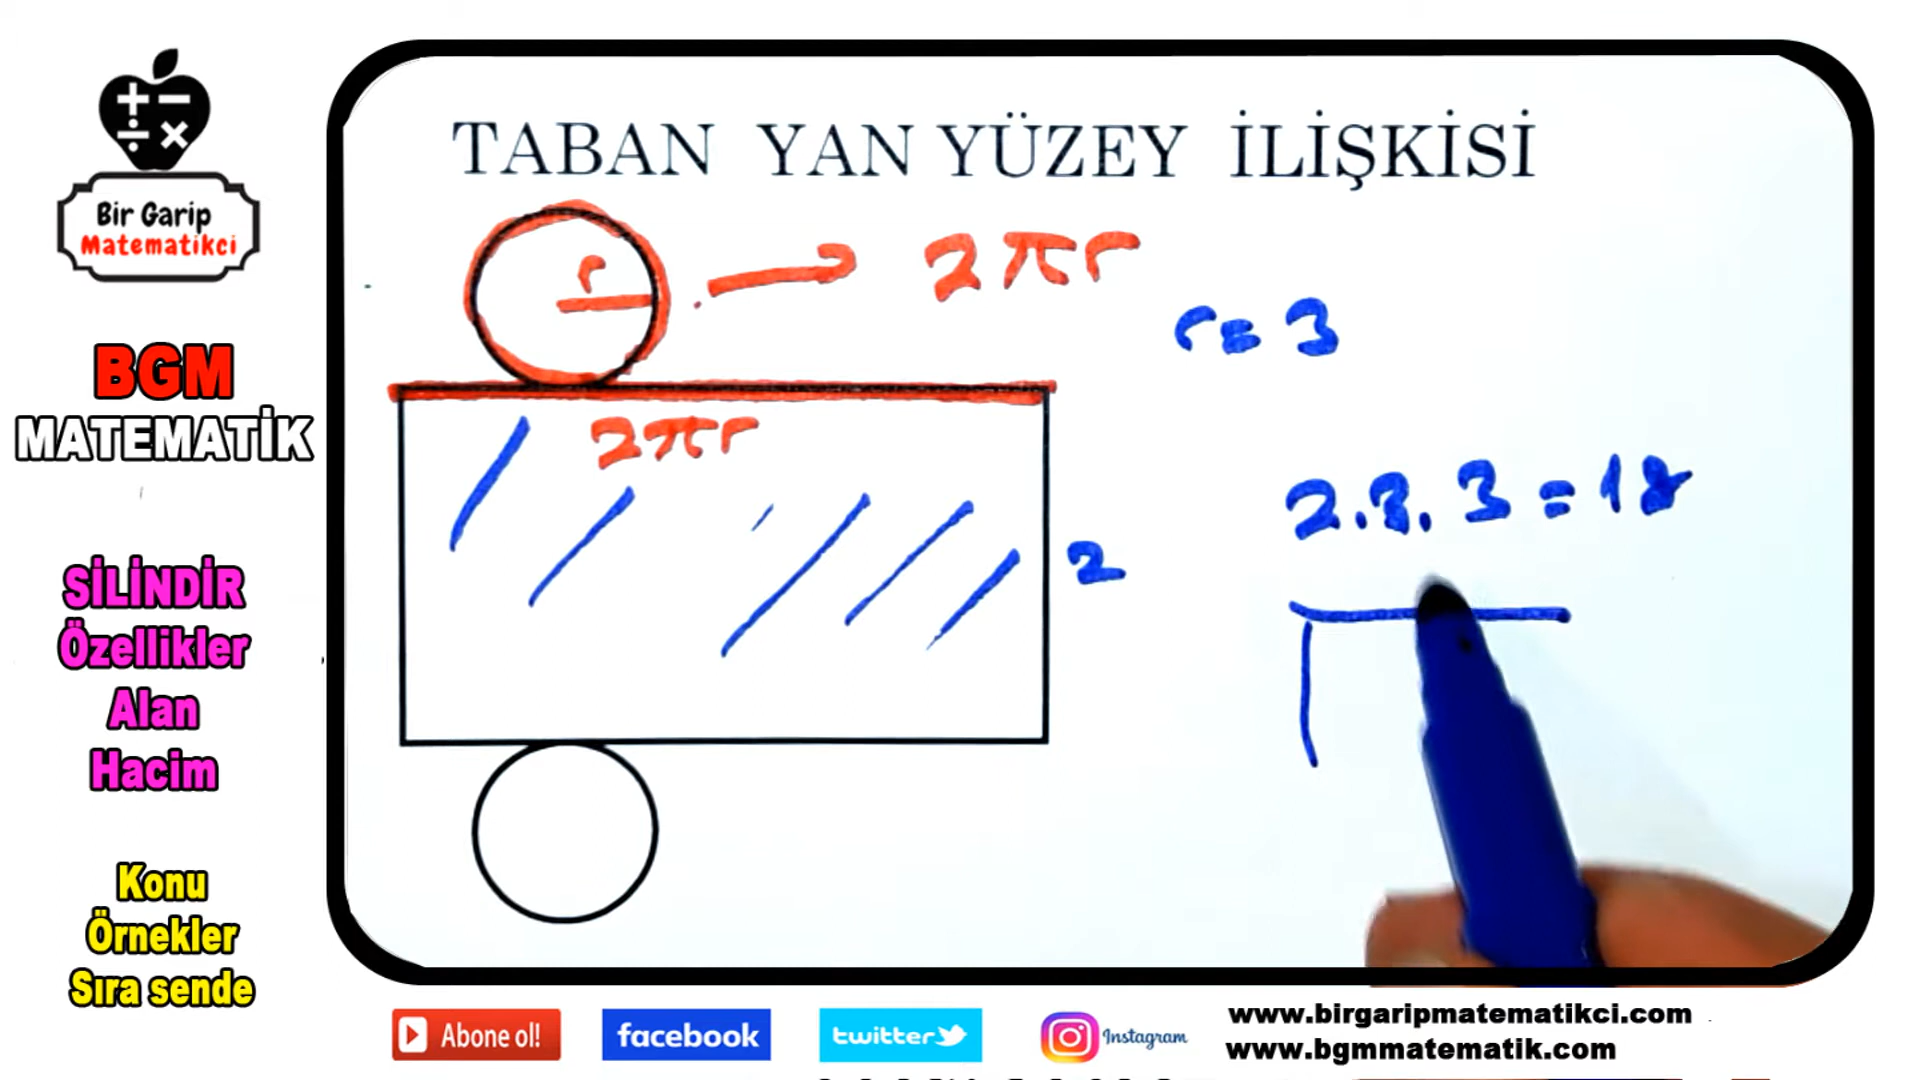 Bir Garip
Matematikci
BGM
MATEMATİK
SİLİNDİR
Özellikler
Alan
Hacim
Konu
Örnekler
Sıra sende
TABAN YAN YÜZEY İLİŞKİSİ
r
2πr
r = 3
2πr
2.3.3 = 18
2
Abone ol!
facebook
twitter
Instagram
www.birgaripmatematikci.com
www.bgmmatematik.com